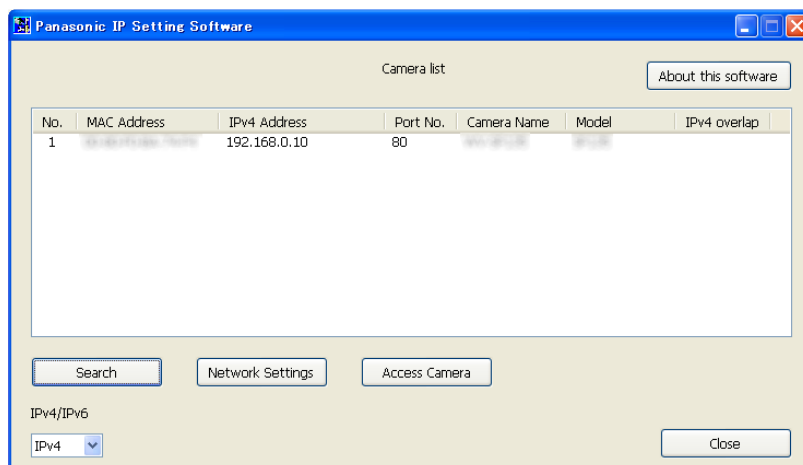 Panasonic IP Setting Software
Camera list
About this software
No. MAC Address IPv4 Address Port No. Camera Name Model IPv4 overlap
1 192.168.0.10 80
Search Network Settings Access Camera
IPv4/IPv6
IPv4
Close